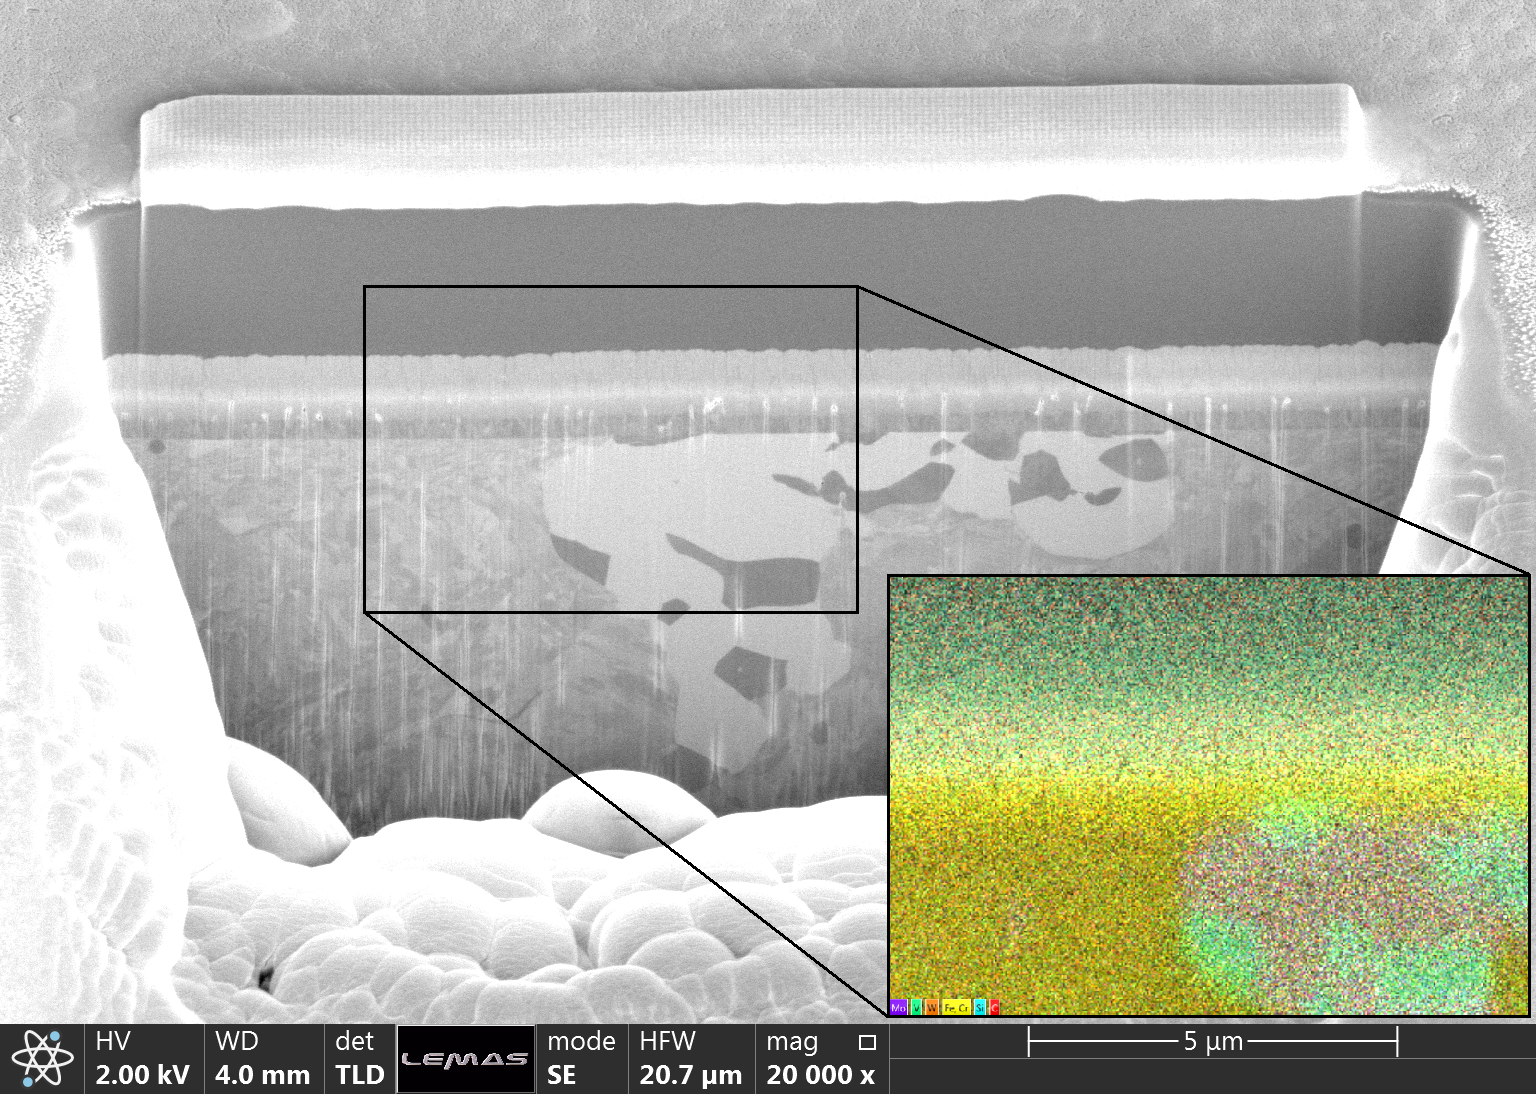 Mo V W Fe Cr Si C
HV WD det LEMAS mode HFW mag
2.00 kV 4.0 mm TLD SE 20.7 µm 20 000 x
5 µm